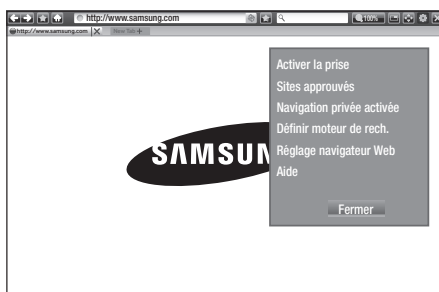 http://www.samsung.com
100%
http://www.samsung.com
New Tab
Activer la prise
Sites approuvés
Navigation privée activée
Définir moteur de rech.
Réglage navigateur Web
Aide
Fermer
SAMSUN